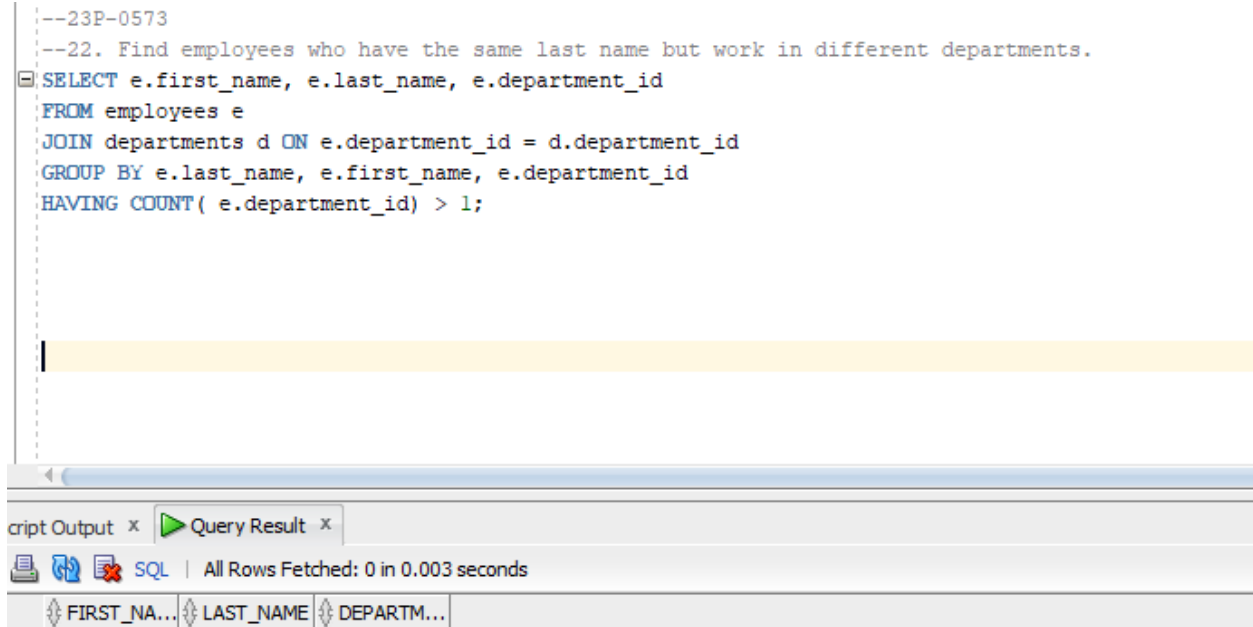 --23P-0573
--22. Find employees who have the same last name but work in different departments.
SELECT e.first_name, e.last_name, e.department_id
FROM employees e
JOIN departments d ON e.department_id = d.department_id
GROUP BY e.last_name, e.first_name, e.department_id
HAVING COUNT( e.department_id) > 1;
cript Output x Query Result x
SQL | All Rows Fetched: 0 in 0.003 seconds
FIRST_NA... LAST_NAME DEPARTM...